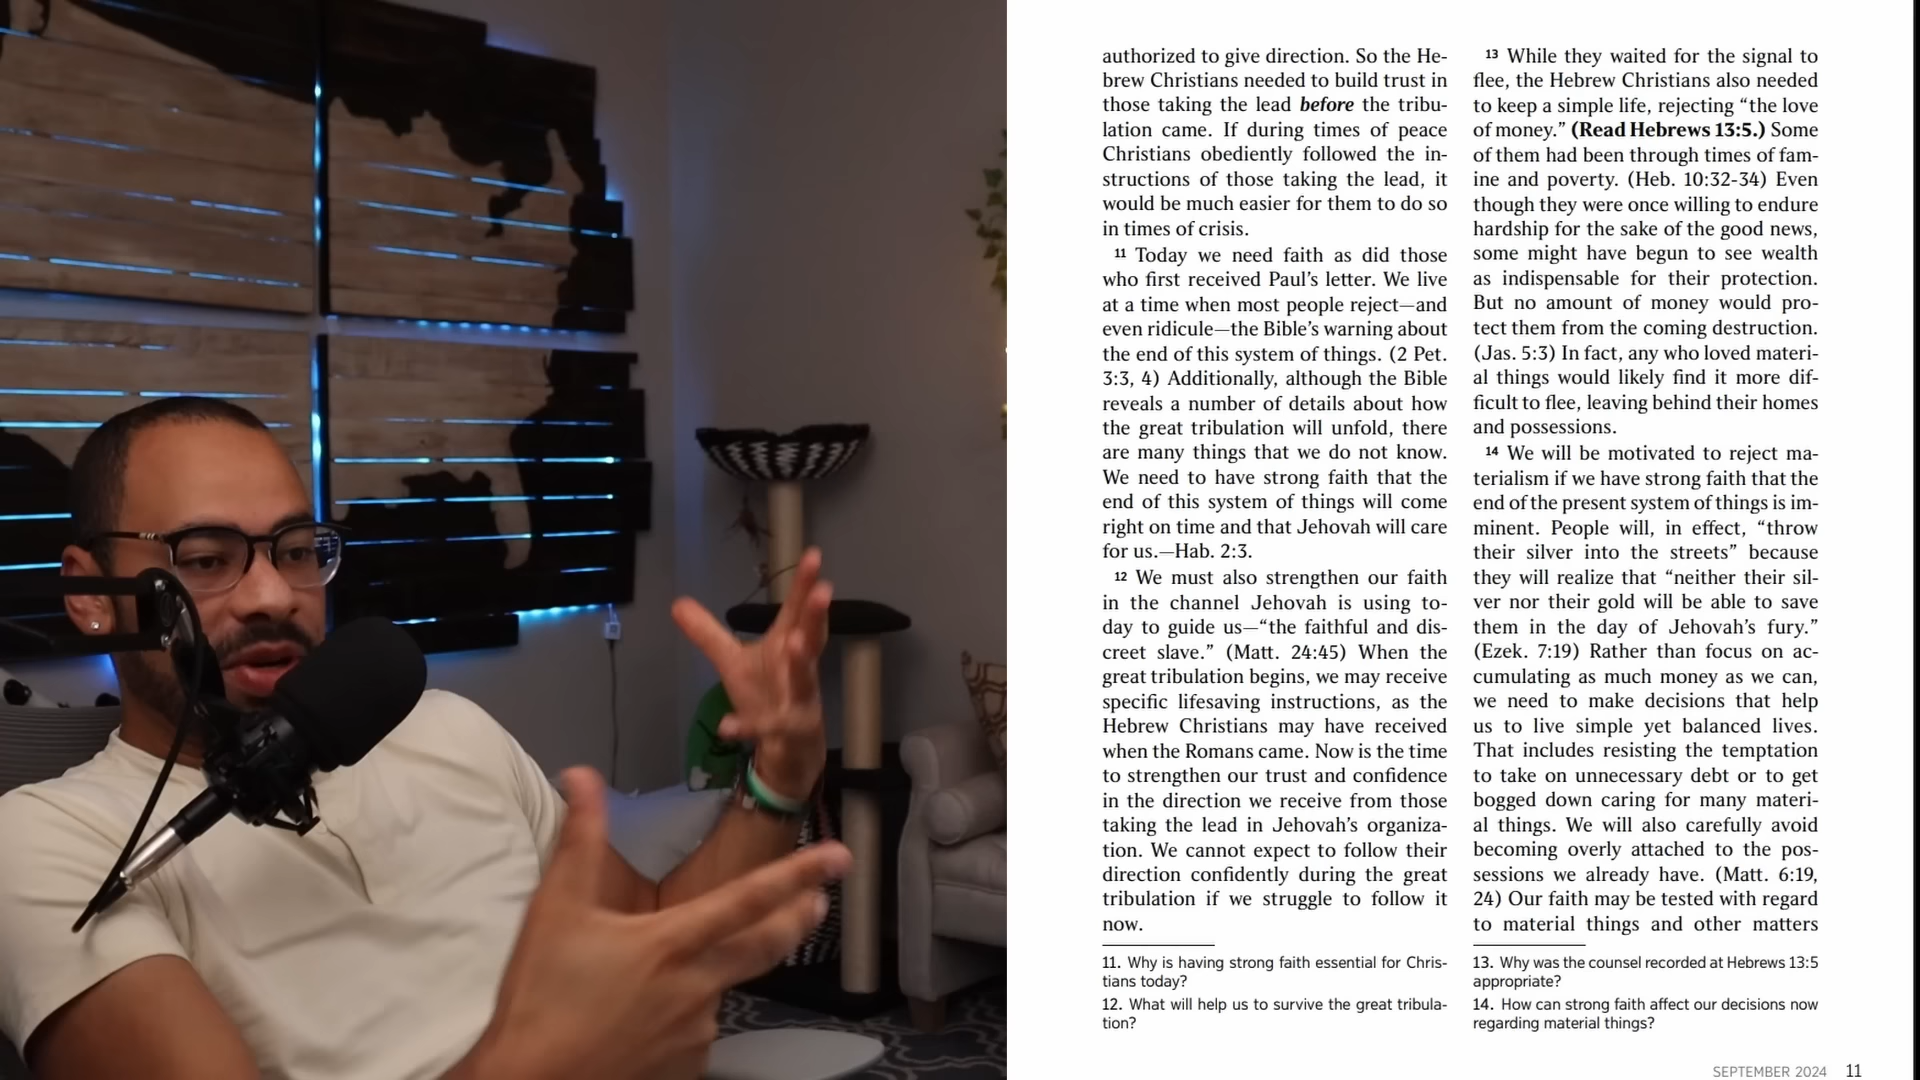 authorized to give direction. So the He-
brew Christians needed to build trust in
those taking the lead before the tribu-
lation came. If during times of peace
Christians obediently followed the in-
structions of those taking the lead, it
would be much easier for them to do so
in times of crisis.
11 Today we need faith as did those
who first received Paul’s letter. We live
at a time when most people reject—and
even ridicule—the Bible’s warning about
the end of this system of things. (2 Pet.
3:3, 4) Additionally, although the Bible
reveals a number of details about how
the great tribulation will unfold, there
are many things that we do not know.
We need to have strong faith that the
end of this system of things will come
right on time and that Jehovah will care
for us.—Hab. 2:3.
12 We must also strengthen our faith
in the channel Jehovah is using to-
day to guide us—“the faithful and dis-
creet slave.” (Matt. 24:45) When the
great tribulation begins, we may receive
specific lifesaving instructions, as the
Hebrew Christians may have received
when the Romans came. Now is the time
to strengthen our trust and confidence
in the direction we receive from those
taking the lead in Jehovah’s organiza-
tion. We cannot expect to follow their
direction confidently during the great
tribulation if we struggle to follow it
now.
11. Why is having strong faith essential for Chris-
tians today?
12. What will help us to survive the great tribula-
tion?
13 While they waited for the signal to
flee, the Hebrew Christians also needed
to keep a simple life, rejecting “the love
of money.” (Read Hebrews 13:5.) Some
of them had been through times of fam-
ine and poverty. (Heb. 10:32-34) Even
though they were once willing to endure
hardship for the sake of the good news,
some might have begun to see wealth
as indispensable for their protection.
But no amount of money would pro-
tect them from the coming destruction.
(Jas. 5:3) In fact, any who loved materi-
al things would likely find it more dif-
ficult to flee, leaving behind their homes
and possessions.
14 We will be motivated to reject ma-
terialism if we have strong faith that the
end of the present system of things is im-
minent. People will, in effect, “throw
their silver into the streets” because
they will realize that “neither their sil-
ver nor their gold will be able to save
them in the day of Jehovah’s fury.”
(Ezek. 7:19) Rather than focus on ac-
cumulating as much money as we can,
we need to make decisions that help
us to live simple yet balanced lives.
That includes resisting the temptation
to take on unnecessary debt or to get
bogged down caring for many materi-
al things. We will also carefully avoid
becoming overly attached to the pos-
sessions we already have. (Matt. 6:19,
24) Our faith may be tested with regard
to material things and other matters
13. Why was the counsel recorded at Hebrews 13:5
appropriate?
14. How can strong faith affect our decisions now
regarding material things?
SEPTEMBER 2024 11